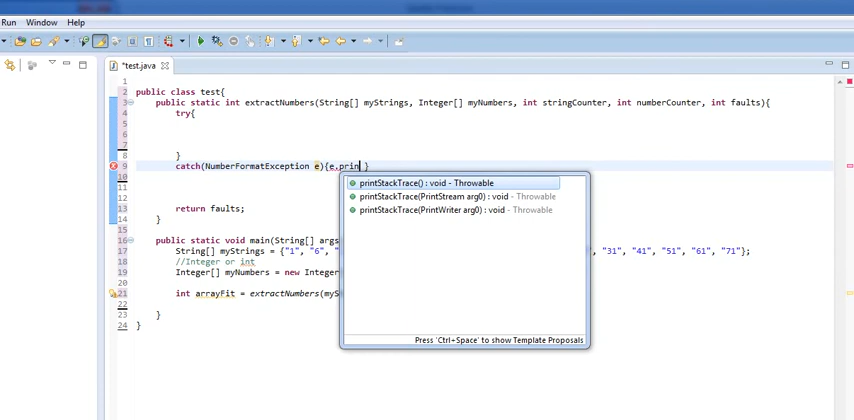 Run Window Help
*test.java
1
2 public class test{
3 public static int extractNumbers(String[] myStrings, Integer[] myNumbers, int stringCounter, int numberCounter, int faults){
4 try{
5
6
7
8 }
9 catch(NumberFormatException e){e.prin }
10
printStackTrace() : void - Throwable
printStackTrace(PrintStream arg0) : void - Throwable
printStackTrace(PrintWriter arg0) : void - Throwable
11
12
13 return faults;
14 }
15
16 public static void main(String[] args
17 String[] myStrings = {"1", "6", " ", "31", "41", "51", "61", "71"};
18 //Integer or int
19 Integer[] myNumbers = new Integer
20
21 int arrayFit = extractNumbers(myS
22
23 }
24 }
Press 'Ctrl+Space' to show Template Proposals